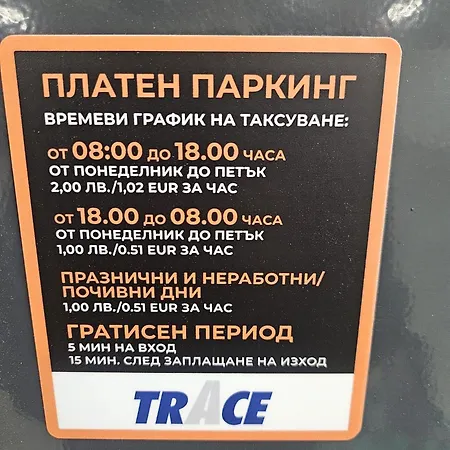 ПЛАТЕН ПАРКИНГ
ВРЕМЕВИ ГРАФИК НА ТАКСУВАНЕ:
ОТ 08:00 ДО 18.00 ЧАСА
ОТ ПОНЕДЕЛНИК ДО ПЕТЪК
2,00 ЛВ./1,02 EUR ЗА ЧАС
ОТ 18.00 ДО 08.00 ЧАСА
ОТ ПОНЕДЕЛНИК ДО ПЕТЪК
1,00 ЛВ./0.51 EUR ЗА ЧАС
ПРАЗНИЧНИ И НЕРАБОТНИ/
ПОЧИВНИ ДНИ
1,00 ЛВ./0.51 EUR ЗА ЧАС
ГРАТИСЕН ПЕРИОД
5 МИН НА ВХОД
15 МИН. СЛЕД ЗАПЛАЩАНЕ НА ИЗХОД
TRACE